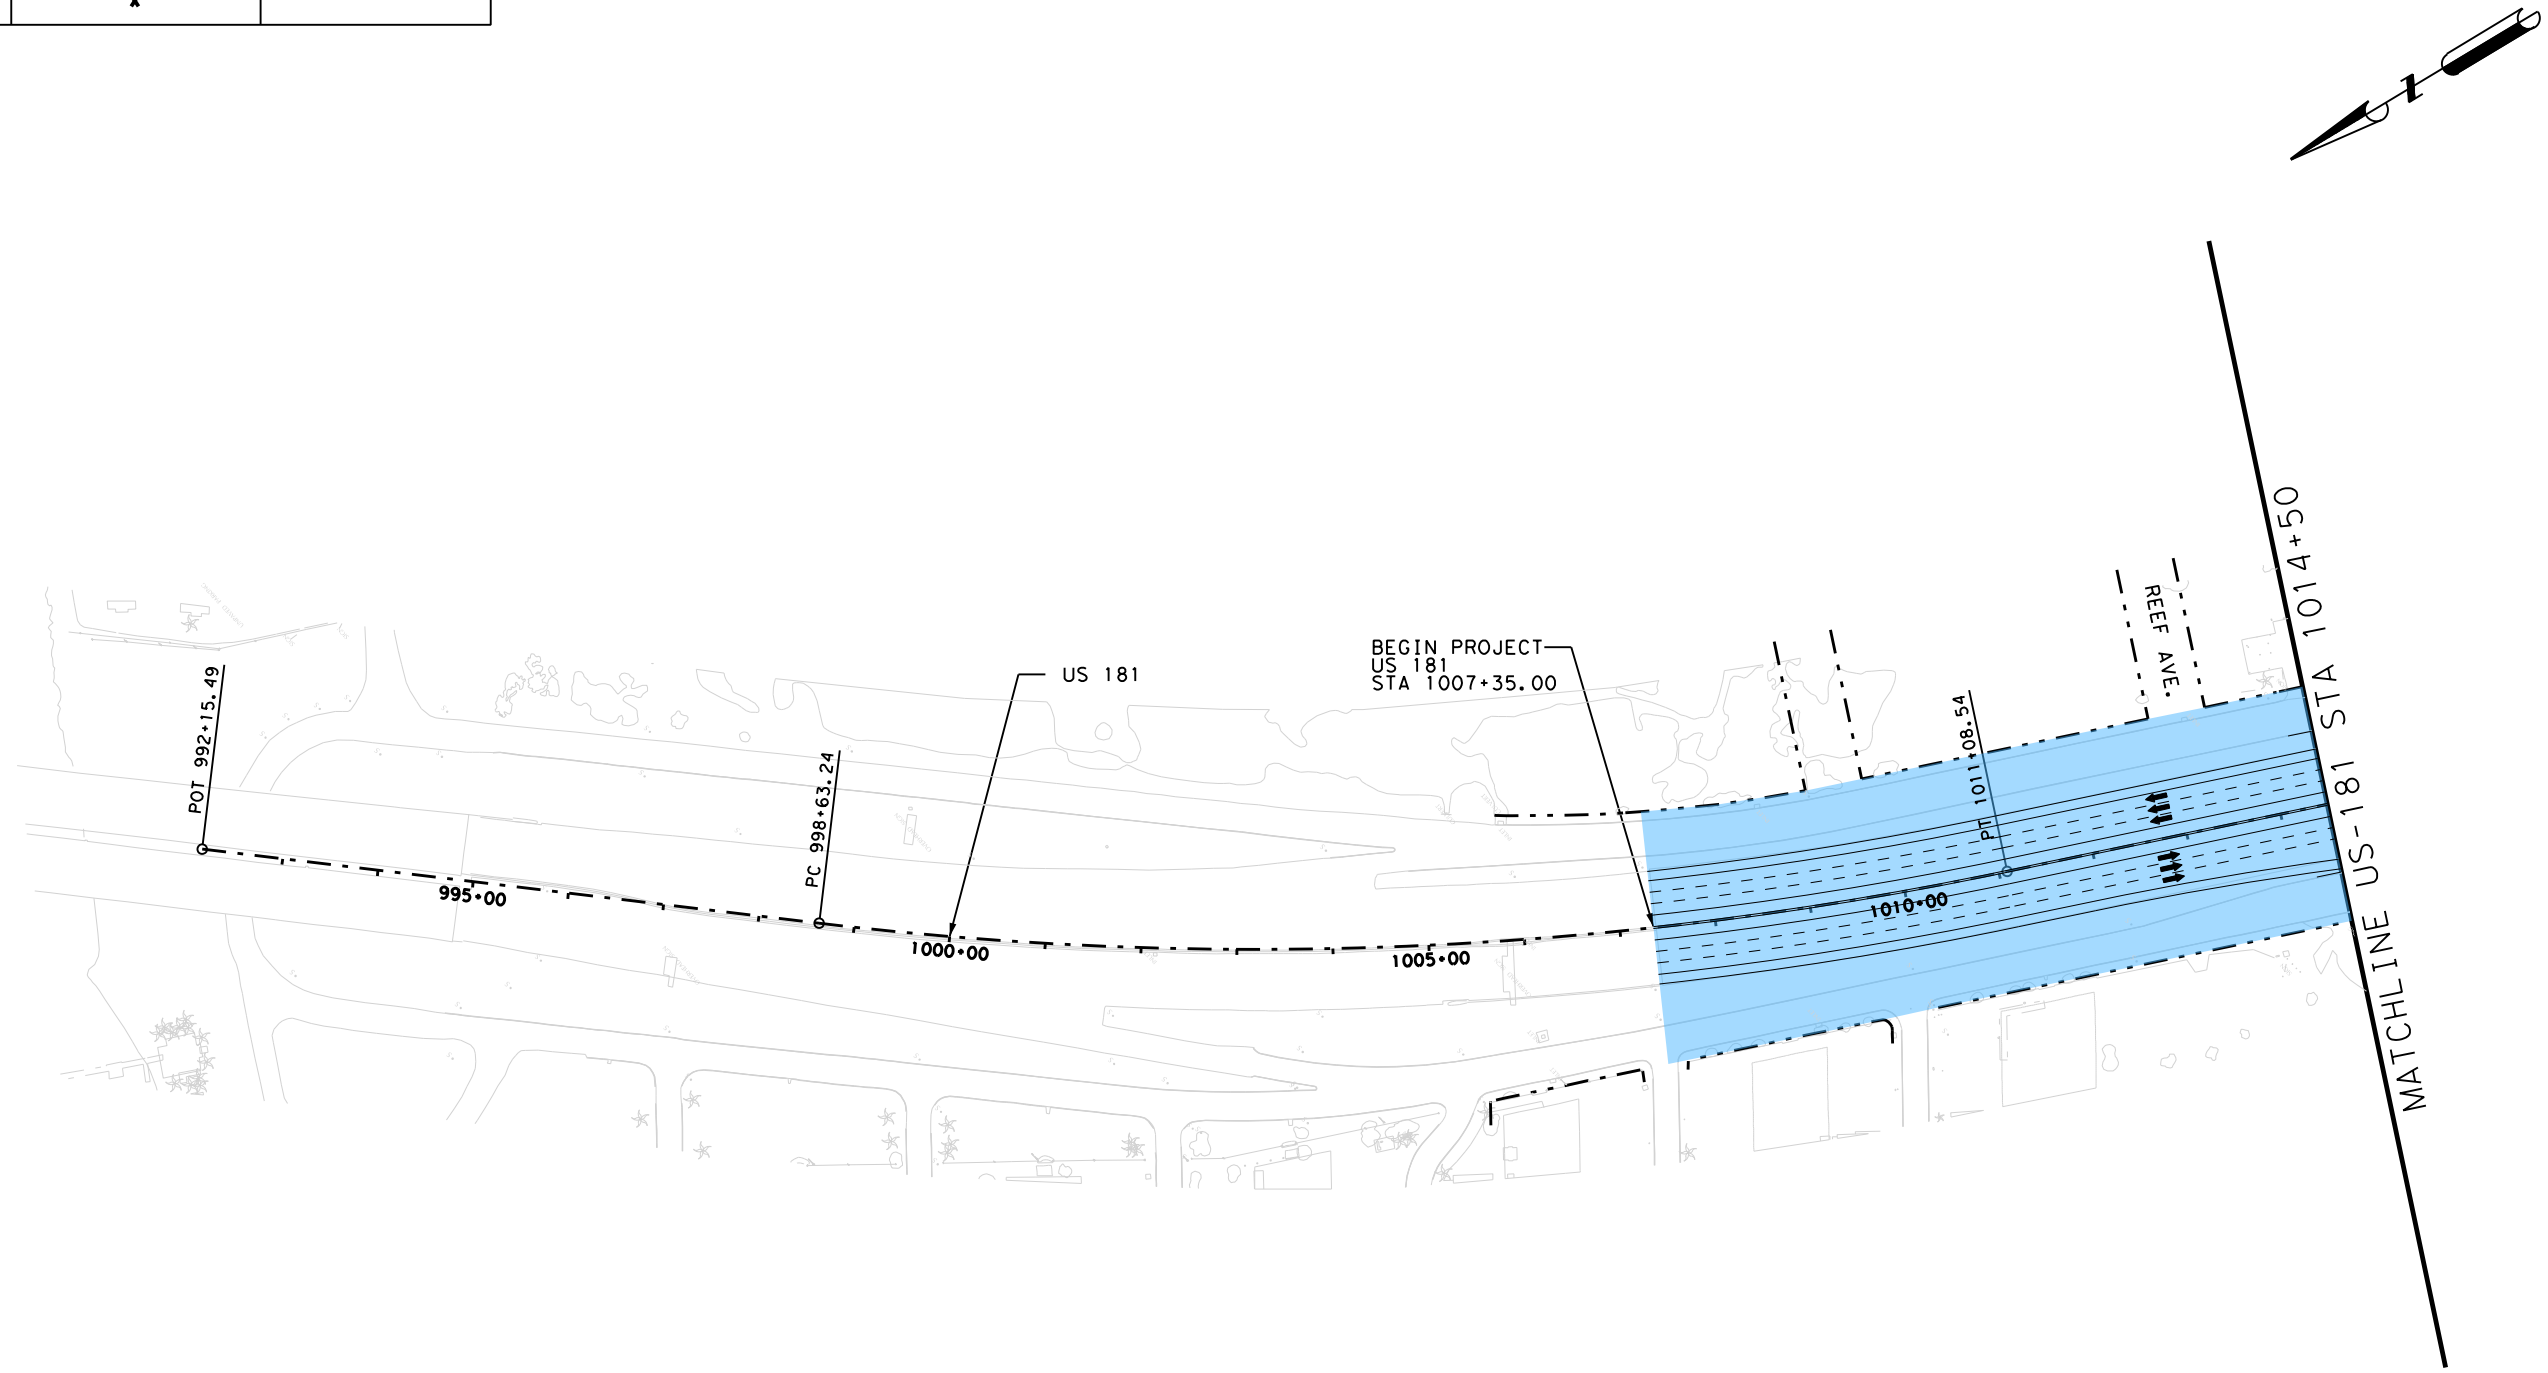 N
POT 992+15.49
995+00
PC 998+63.24
US 181
1000+00
BEGIN PROJECT
US 181
STA 1007+35.00
1005+00
1010+00
PT 1011+08.54
REEF AVE.
MATCHLINE US-181 STA 1014+50